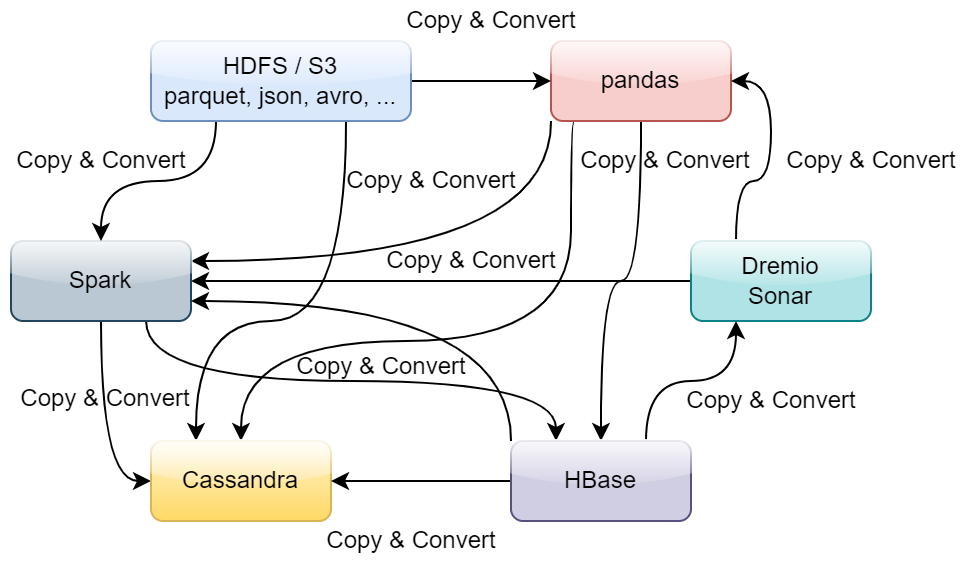 Copy & Convert
HDFS / S3
parquet, json, avro, ...
pandas
Copy & Convert
Copy & Convert
Copy & Convert
Copy & Convert
Copy & Convert
Spark
Dremio
Sonar
Copy & Convert
Copy & Convert
Copy & Convert
Cassandra
HBase
Copy & Convert